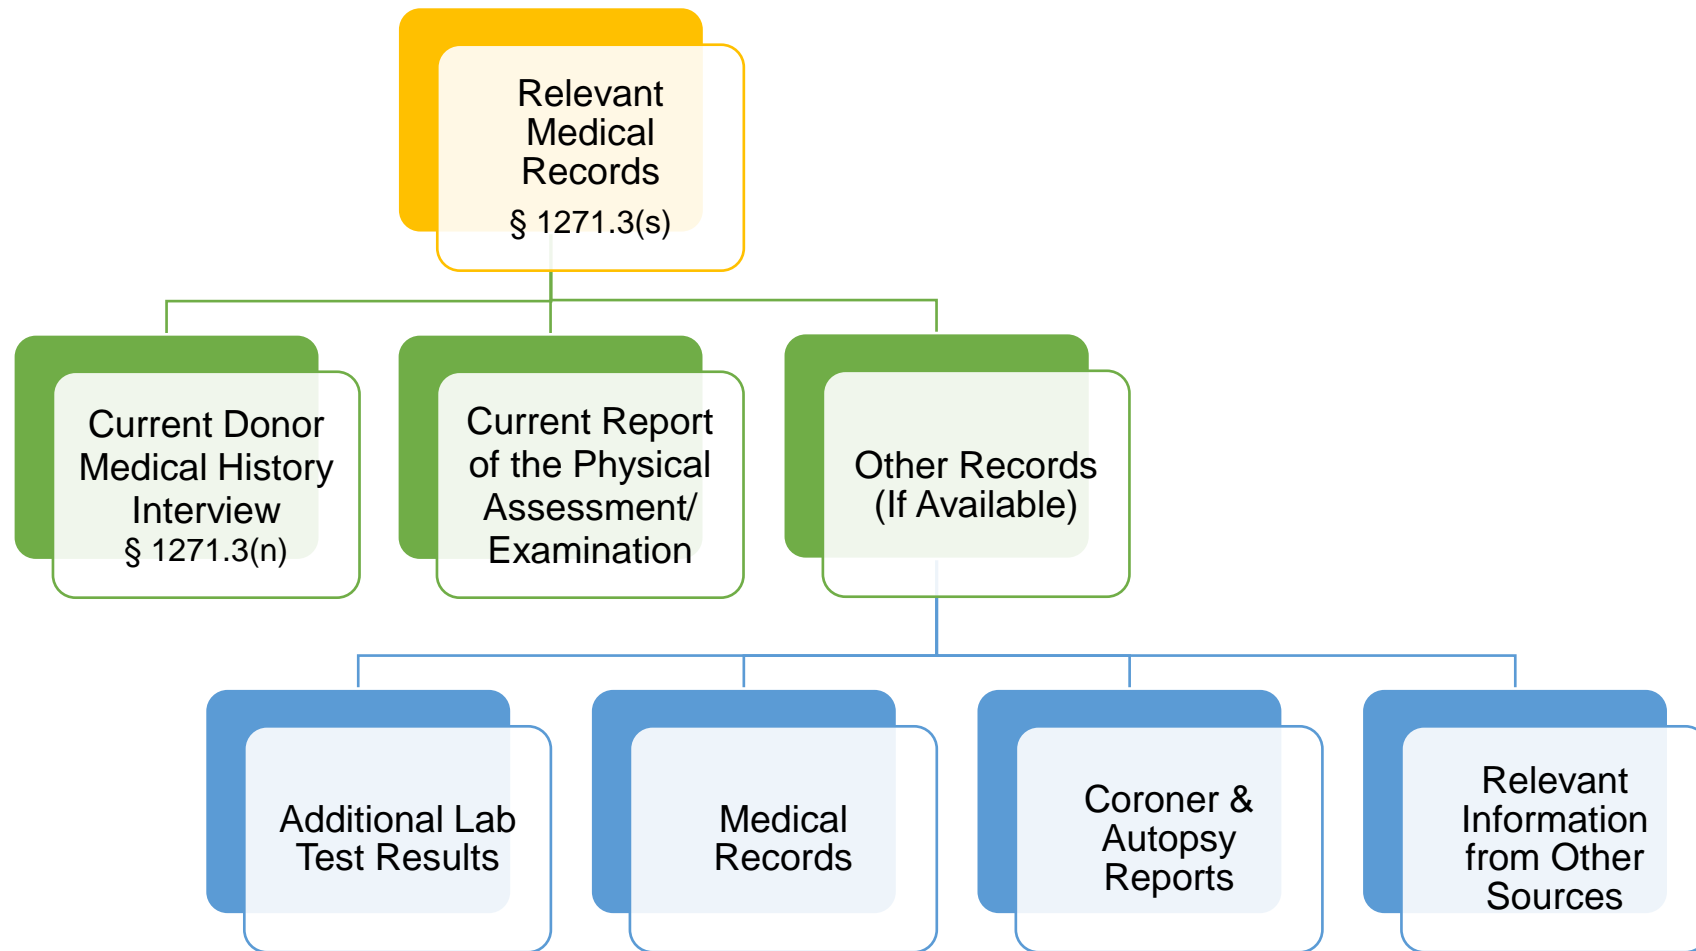 Relevant
Medical
Records
§ 1271.3(s)
Current Donor
Medical History
Interview
§ 1271.3(n)
Current Report
of the Physical
Assessment/
Examination
Other Records
(If Available)
Additional Lab
Test Results
Medical
Records
Coroner &
Autopsy
Reports
Relevant
Information
from Other
Sources